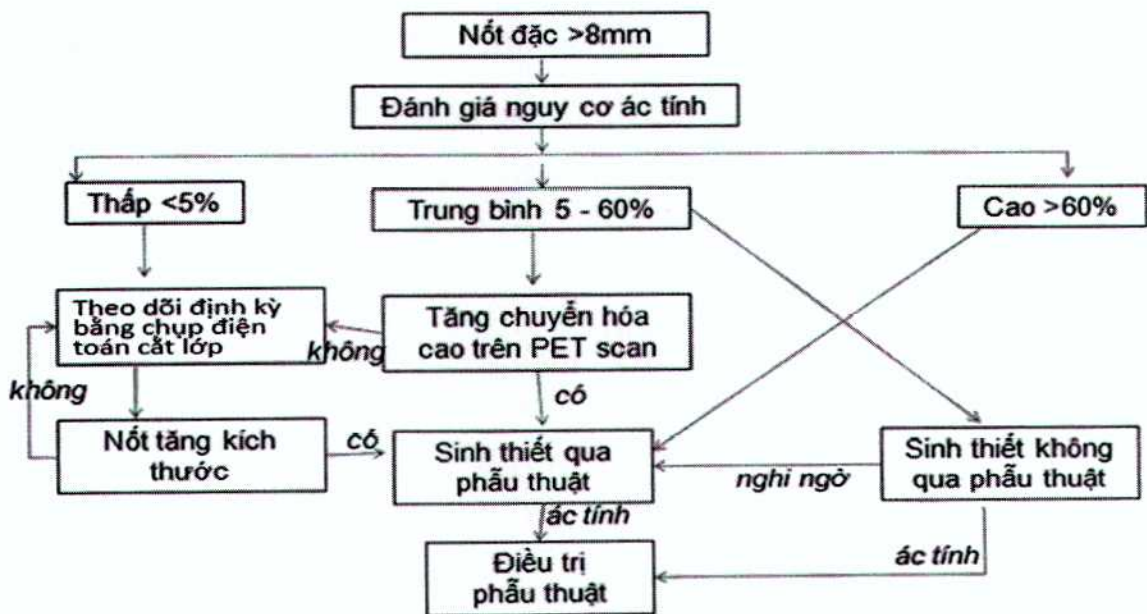 Nốt đặc >8mm
Đánh giá nguy cơ ác tính
Thấp <5%
Trung bình 5 - 60%
Cao >60%
Theo dõi định kỳ
bằng chụp điện
toán cắt lớp
không
Tăng chuyển hóa
cao trên PET scan
không
có
Nốt tăng kích
thước
có
Sinh thiết qua
phẫu thuật
nghi ngờ
Sinh thiết không
qua phẫu thuật
ác tính
Điều trị
phẫu thuật
ác tính